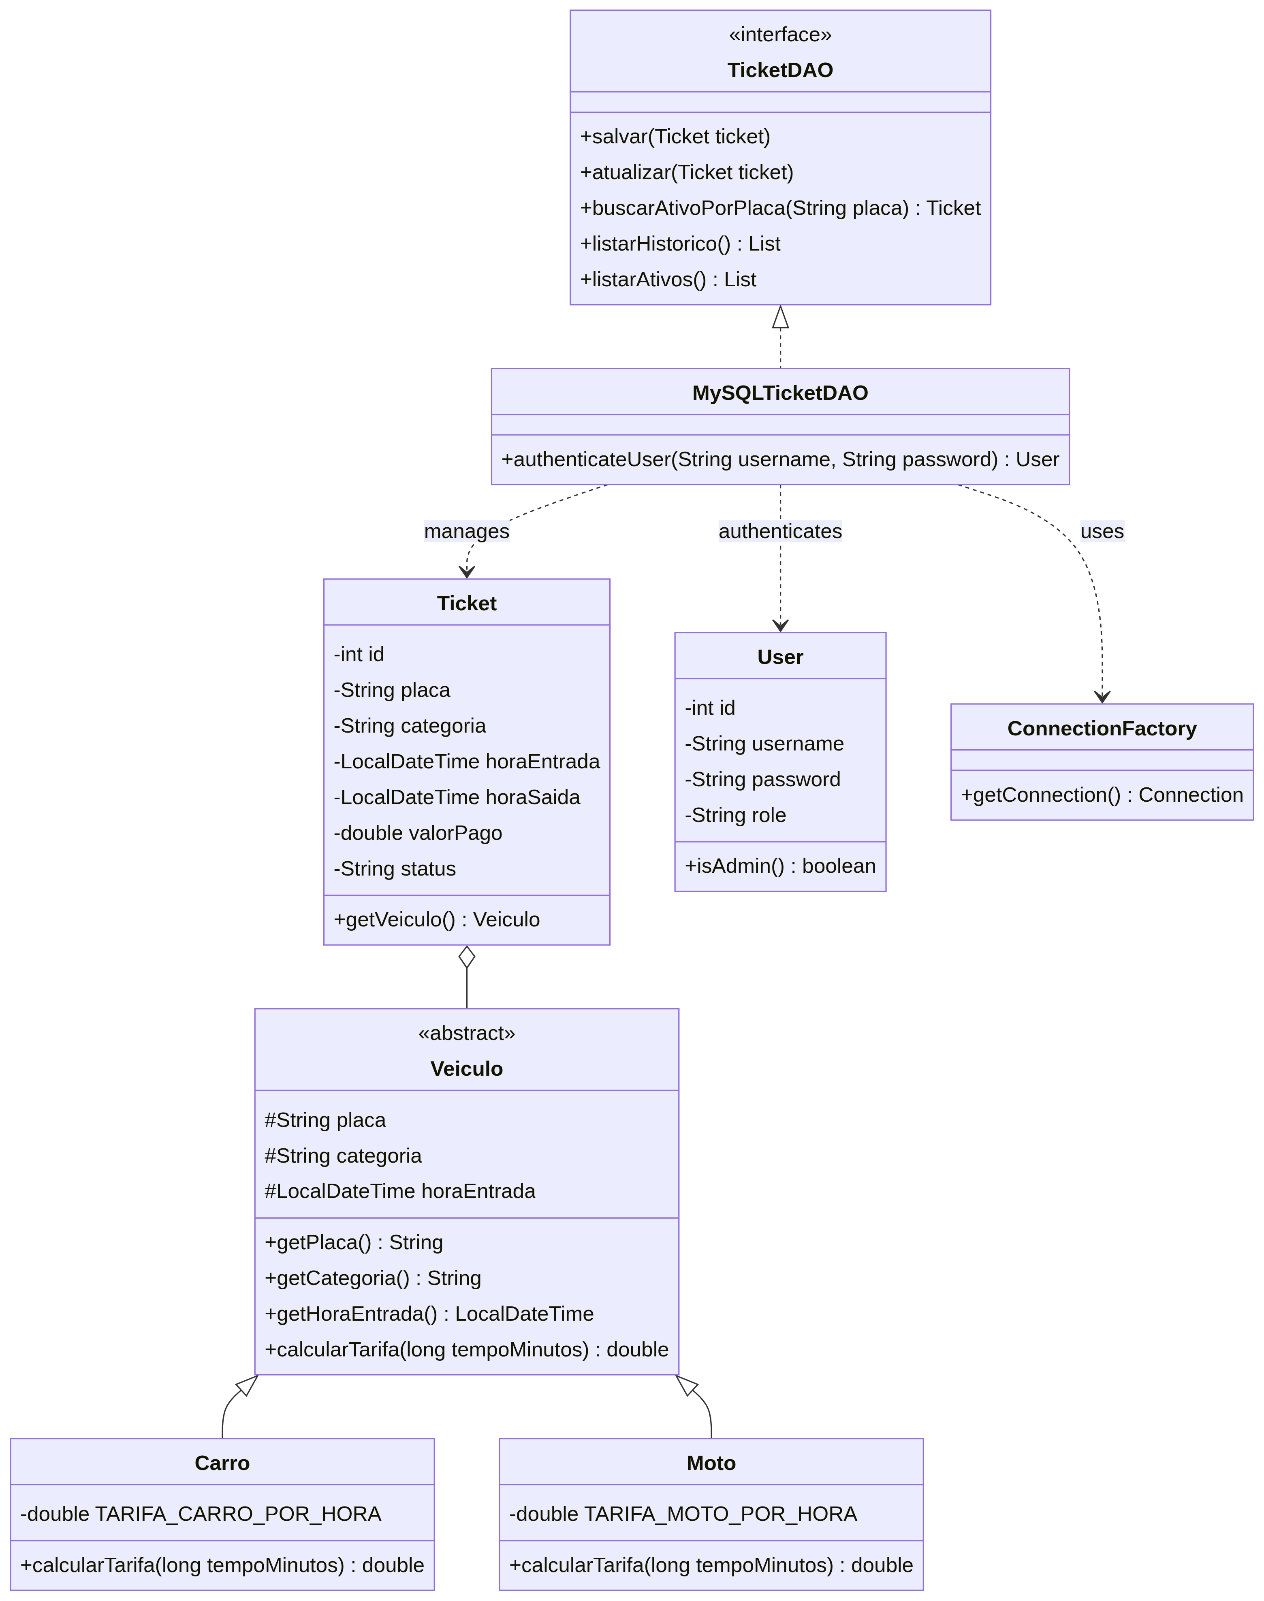 «interface»
TicketDAO
+salvar(Ticket ticket)
+atualizar(Ticket ticket)
+buscarAtivoPorPlaca(String placa) : Ticket
+listarHistorico() : List
+listarAtivos() : List
MySQLTicketDAO
+authenticateUser(String username, String password) : User
manages
authenticates
uses
Ticket
-int id
-String placa
-String categoria
-LocalDateTime horaEntrada
-LocalDateTime horaSaida
-double valorPago
-String status
+getVeiculo() : Veiculo
User
-int id
-String username
-String password
-String role
+isAdmin() : boolean
ConnectionFactory
+getConnection() : Connection
«abstract»
Veiculo
#String placa
#String categoria
#LocalDateTime horaEntrada
+getPlaca() : String
+getCategoria() : String
+getHoraEntrada() : LocalDateTime
+calcularTarifa(long tempoMinutos) : double
Carro
-double TARIFA_CARRO_POR_HORA
+calcularTarifa(long tempoMinutos) : double
Moto
-double TARIFA_MOTO_POR_HORA
+calcularTarifa(long tempoMinutos) : double